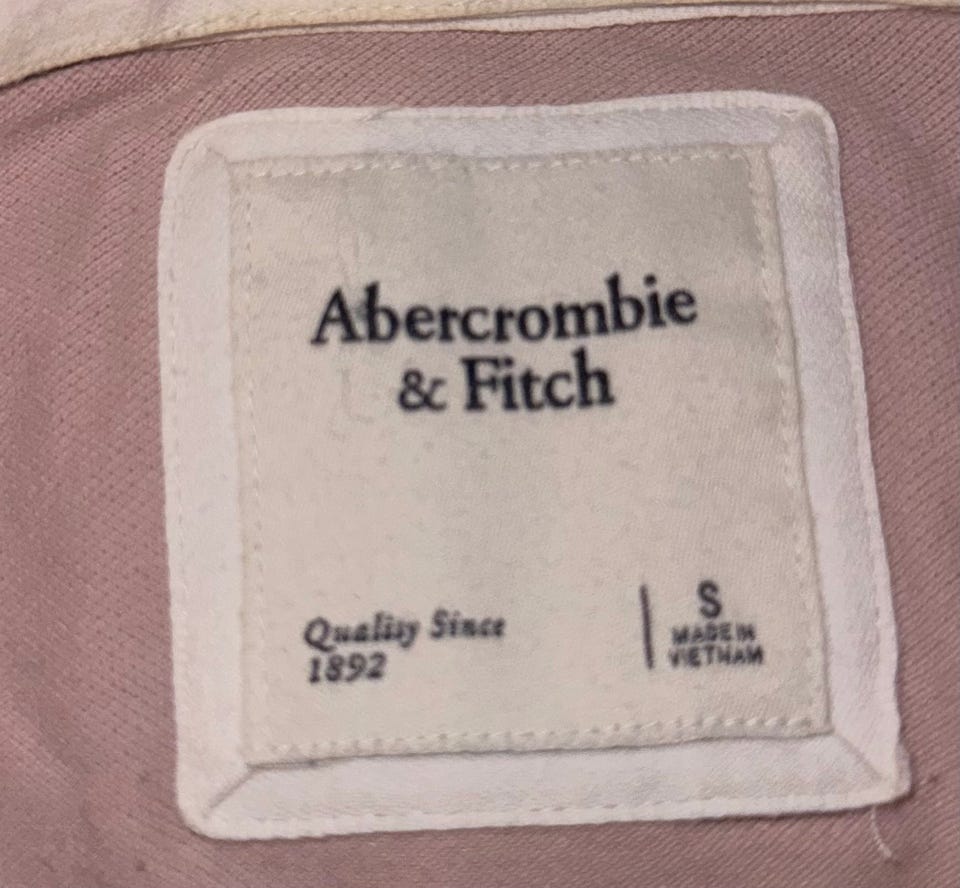 Abercrombie
& Fitch
Quality Since
1892
S
MADE IN
VIETNAM